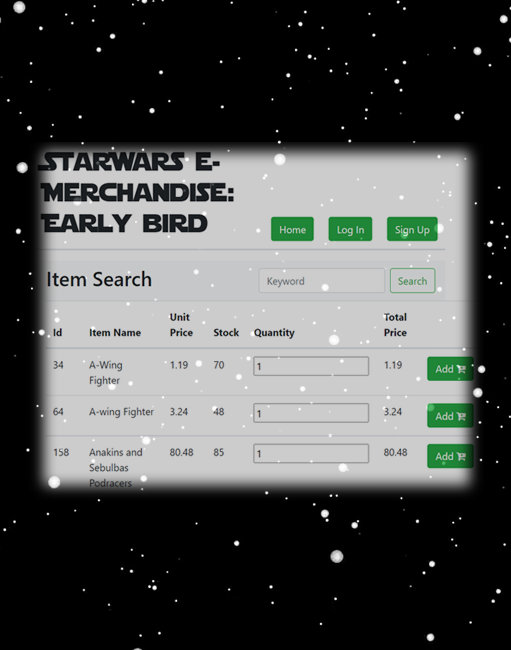 STARWARS E-
MERCHANDISE:
EARLY BIRD
Home Log In Sign Up
Item Search Keyword Search
Id Item Name Unit Price Stock Quantity Total Price
34 A-Wing Fighter 1.19 70 1 1.19 Add
64 A-wing Fighter 3.24 48 1 3.24 Add
158 Anakins and Sebulbas Podracers 80.48 85 1 80.48 Add